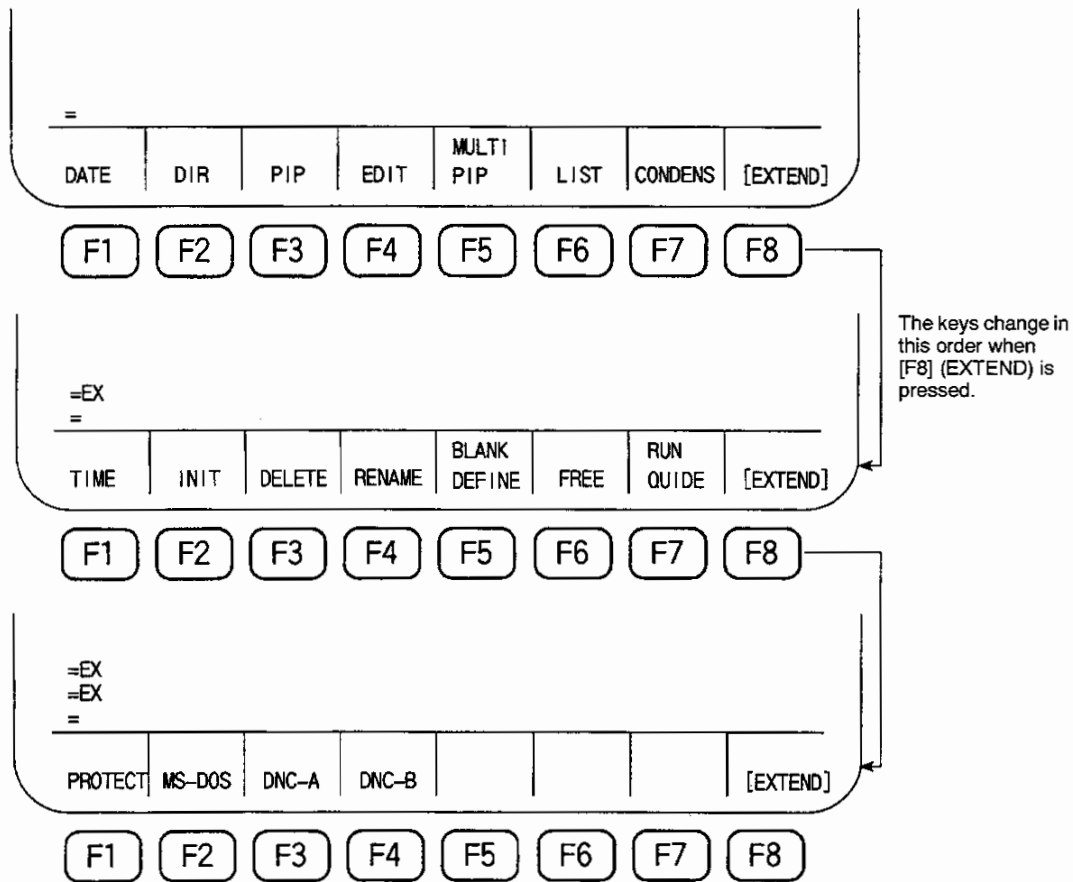 =
DATE DIR PIP EDIT MULTI PIP LIST CONDENS [EXTEND]
F1 F2 F3 F4 F5 F6 F7 F8
The keys change in
this order when
[F8] (EXTEND) is
pressed.
=EX
=
TIME INIT DELETE RENAME BLANK DEFINE FREE RUN QUIDE [EXTEND]
F1 F2 F3 F4 F5 F6 F7 F8
=EX
=EX
=
PROTECT MS-DOS DNC-A DNC-B [EXTEND]
F1 F2 F3 F4 F5 F6 F7 F8